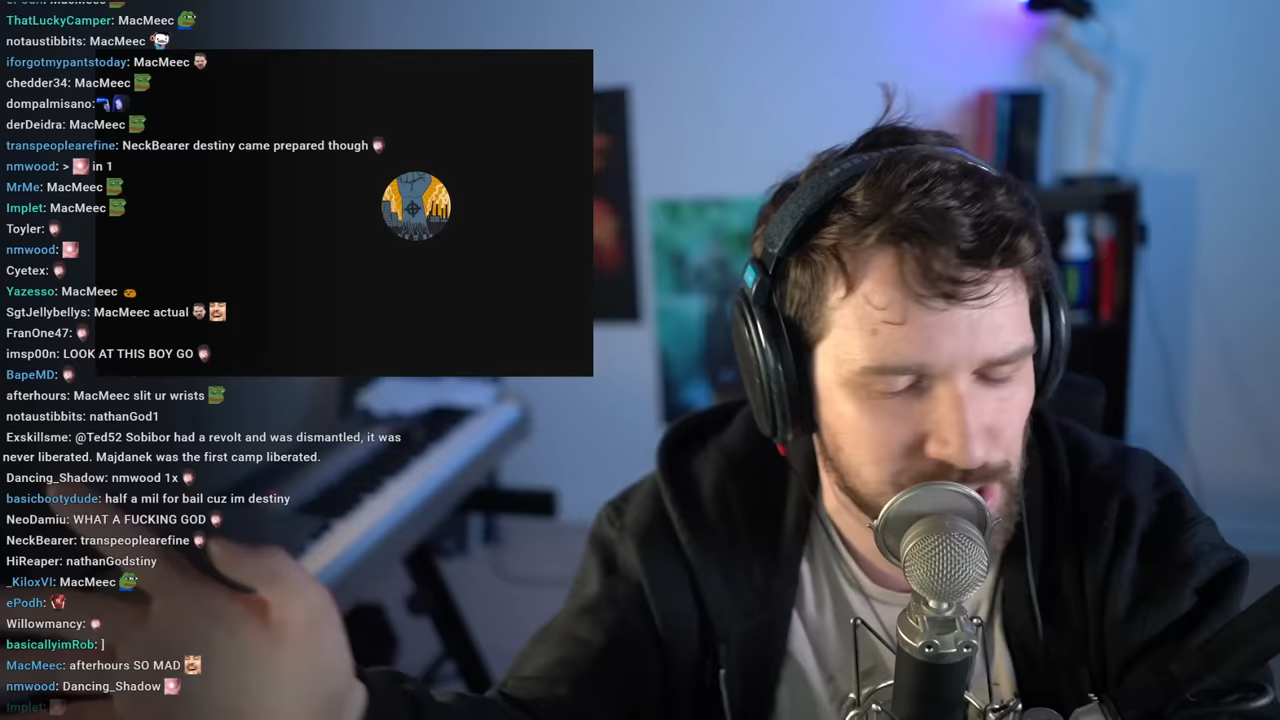 ThatLuckyCamper: MacMeec
notaustibbits: MacMeec
iforgotmypantstoday: MacMeec
chedder34: MacMeec
dompalmisano:
derDeidra: MacMeec
transpeoplearefine: NeckBearer destiny came prepared though
nmwood: > in 1
MrMe: MacMeec
Implet: MacMeec
Toyler:
nmwood:
Cyetex:
Yazesso: MacMeec
SgtJellybellys: MacMeec actual
FranOne47:
imsp00n: LOOK AT THIS BOY GO
BapeMD:
afterhours: MacMeec slit ur wrists
notaustibbits: nathanGod1
Exskillsme: @Ted52 Sobibor had a revolt and was dismantled, it was
never liberated. Majdanek was the first camp liberated.
Dancing_Shadow: nmwood 1x
basicbootydude: half a mil for bail cuz im destiny
NeoDamiu: WHAT A FUCKING GOD
NeckBearer: transpeoplearefine
HiReaper: nathanGodstiny
_KiloxVI: MacMeec
ePodh:
Willowmancy:
basicallyimRob: ]
MacMeec: afterhours SO MAD
nmwood: Dancing_Shadow
Implet: